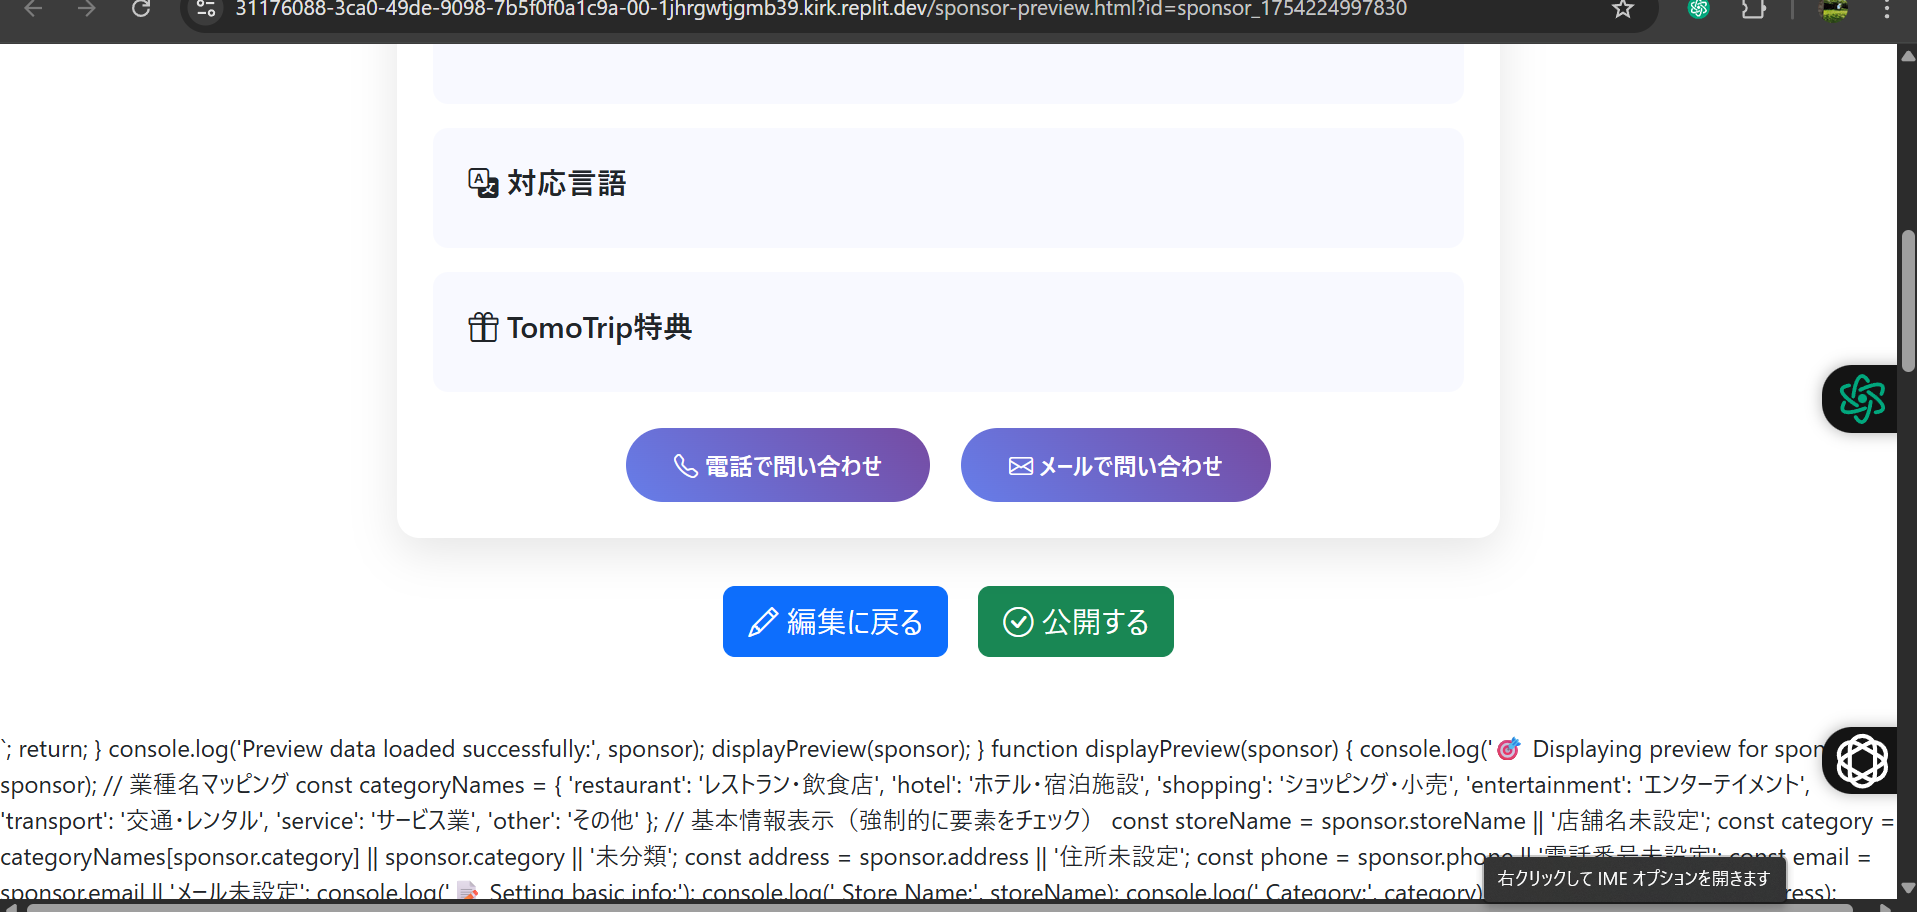 31176088-3ca0-49de-9098-7b5f0f0a1c9a-00-1jhrgwtjgmb39.kirk.replit.dev/sponsor-preview.html?id=sponsor_1754224997830
対応言語
TomoTrip特典
電話で問い合わせ
メールで問い合わせ
編集に戻る
公開する
`; return; } console.log('Preview data loaded successfully:', sponsor); displayPreview(sponsor); } function displayPreview(sponsor) { console.log('🎯 Displaying preview for
sponsor); // 業種名マッピング const categoryNames = { 'restaurant': 'レストラン・飲食店', 'hotel': 'ホテル・宿泊施設', 'shopping': 'ショッピング・小売', 'entertainment': 'エンターテイメント',
'transport': '交通・レンタル', 'service': 'サービス業', 'other': 'その他' }; // 基本情報表示（強制的に要素をチェック） const storeName = sponsor.storeName || '店舗名未設定'; const category =
categoryNames[sponsor.category] || sponsor.category || '未分類'; const address = sponsor.address || '住所未設定'; const phone = sponsor.phone || '電話番号未設定'; const email =
sponsor.email || 'メール未設定'; console.log('📝 Setting basic info:'); console.log(' Store Name:', storeName); console.log(' Category:', category)
右クリックして IME オプションを開きます